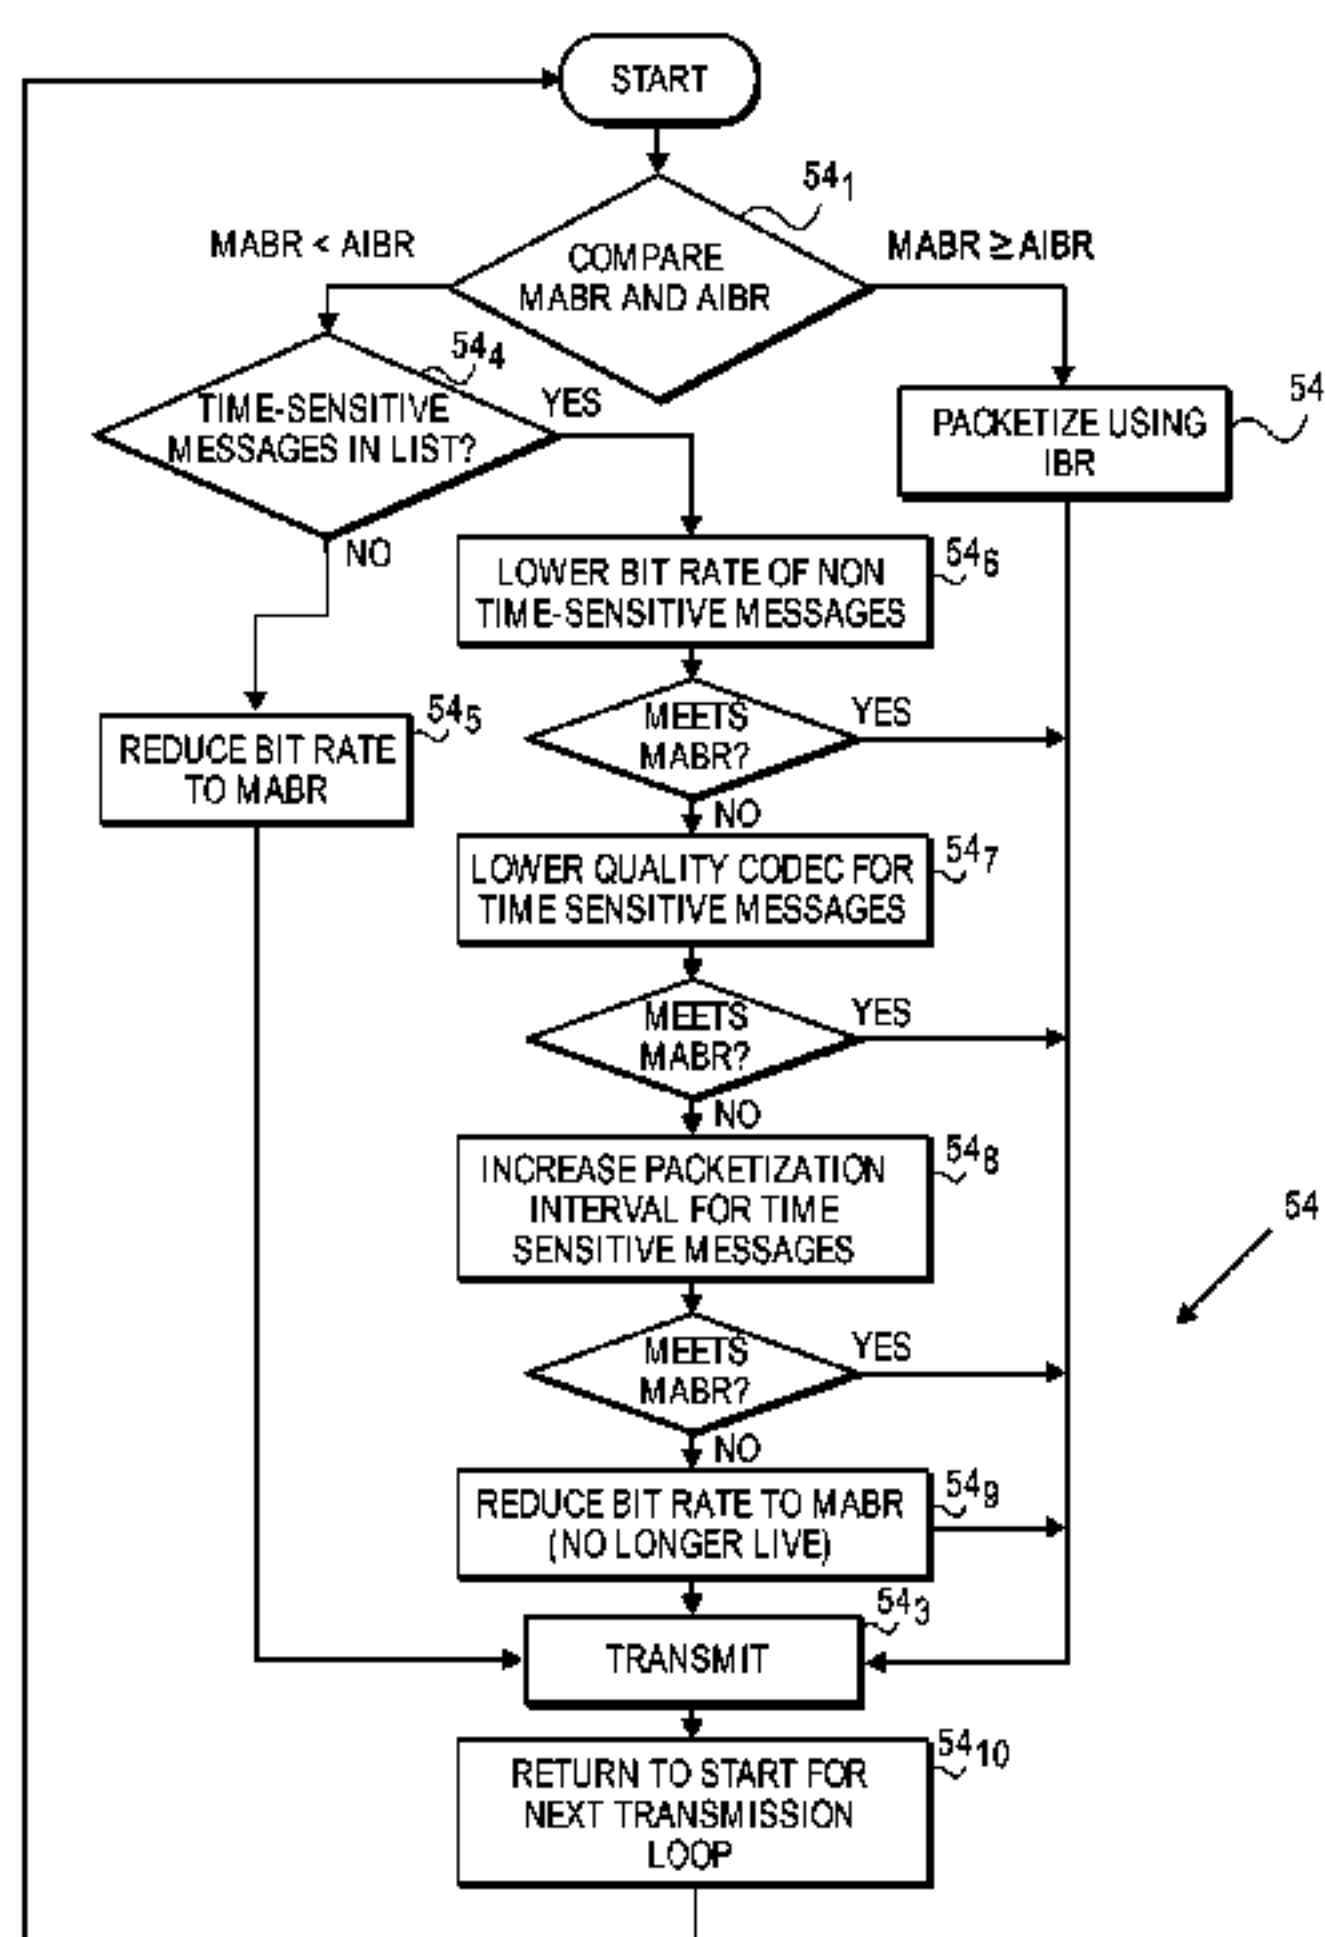 START
54₁
MABR < AIBR
MABR ≥ AIBR
COMPARE
MABR AND AIBR
54₄
TIME-SENSITIVE
MESSAGES IN LIST?
YES
NO
54
PACKETIZE USING
IBR
54₆
LOWER BIT RATE OF NON
TIME-SENSITIVE MESSAGES
54₅
REDUCE BIT RATE
TO MABR
MEETS
MABR?
YES
NO
54₇
LOWER QUALITY CODEC FOR
TIME SENSITIVE MESSAGES
MEETS
MABR?
YES
NO
54₈
INCREASE PACKETIZATION
INTERVAL FOR TIME
SENSITIVE MESSAGES
54
MEETS
MABR?
YES
NO
54₉
REDUCE BIT RATE TO MABR
(NO LONGER LIVE)
54₃
TRANSMIT
54₁₀
RETURN TO START FOR
NEXT TRANSMISSION
LOOP